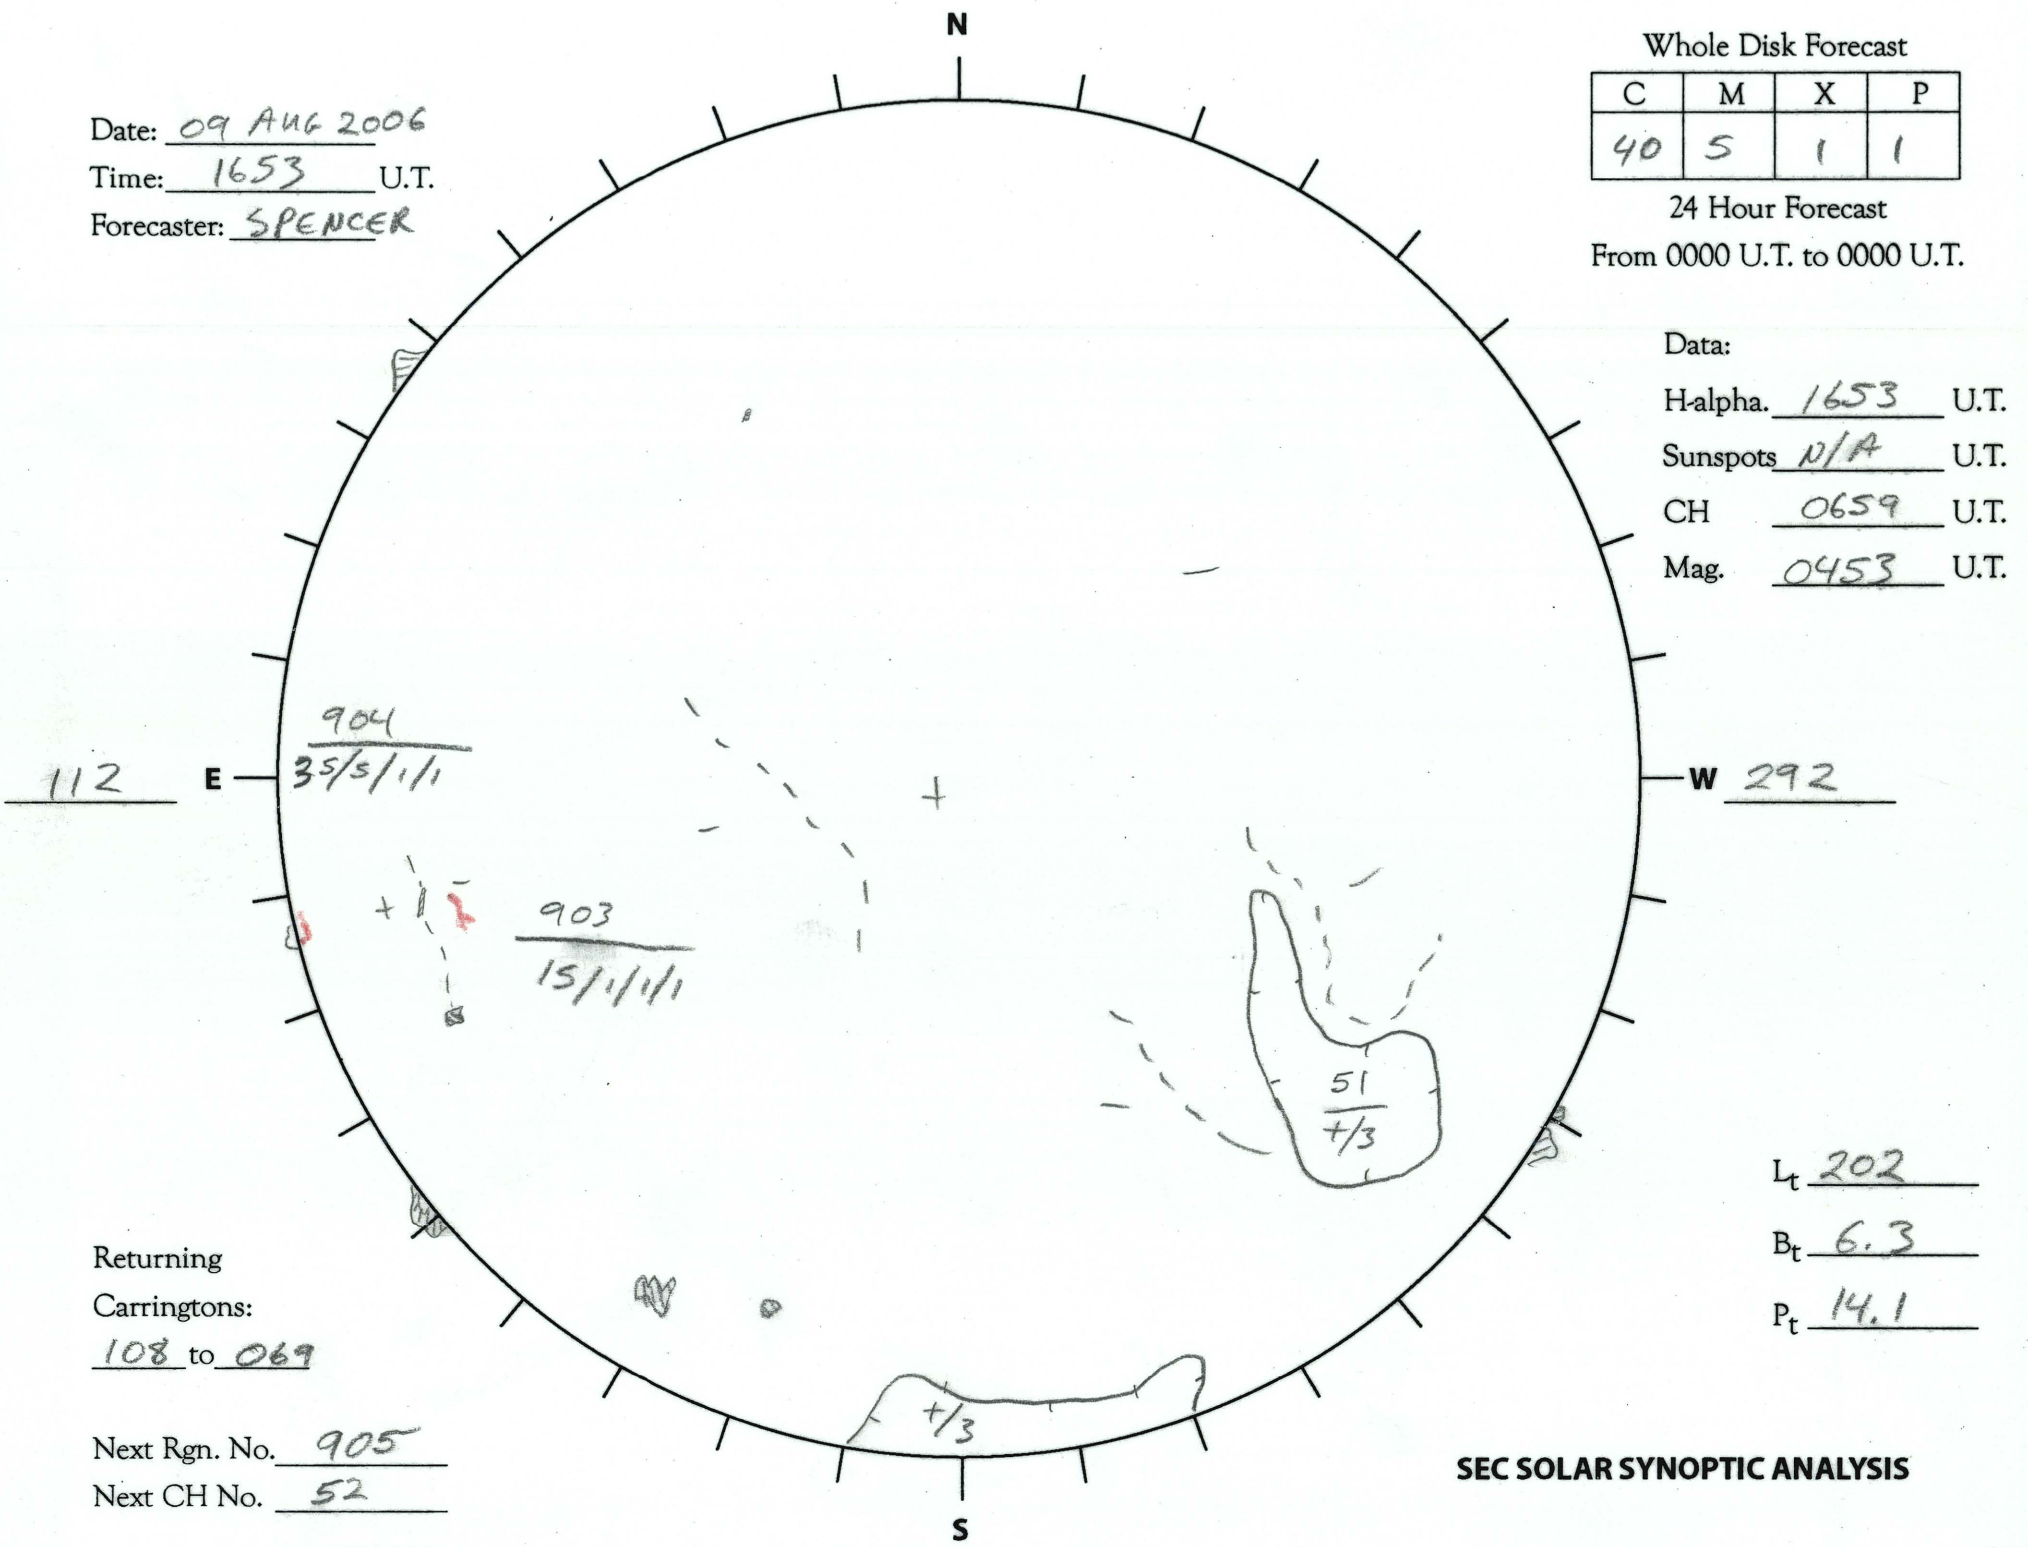 N
Whole Disk Forecast
C M X P
40 5 1 1
24 Hour Forecast
From 0000 U.T. to 0000 U.T.
Date: 09 AUG 2006
Time: 1653 U.T.
Forecaster: SPENCER
Data:
H-alpha. 1653 U.T.
Sunspots N/A U.T.
CH 0659 U.T.
Mag. 0453 U.T.
904
35/5/1/1
112 E
W 292
903
15/1/1/1
51
+/3
Lt 202
Bt 6.3
Pt 14.1
Returning
Carringtons:
108 to 069
+/3
Next Rgn. No. 905
Next CH No. 52
SEC SOLAR SYNOPTIC ANALYSIS
S